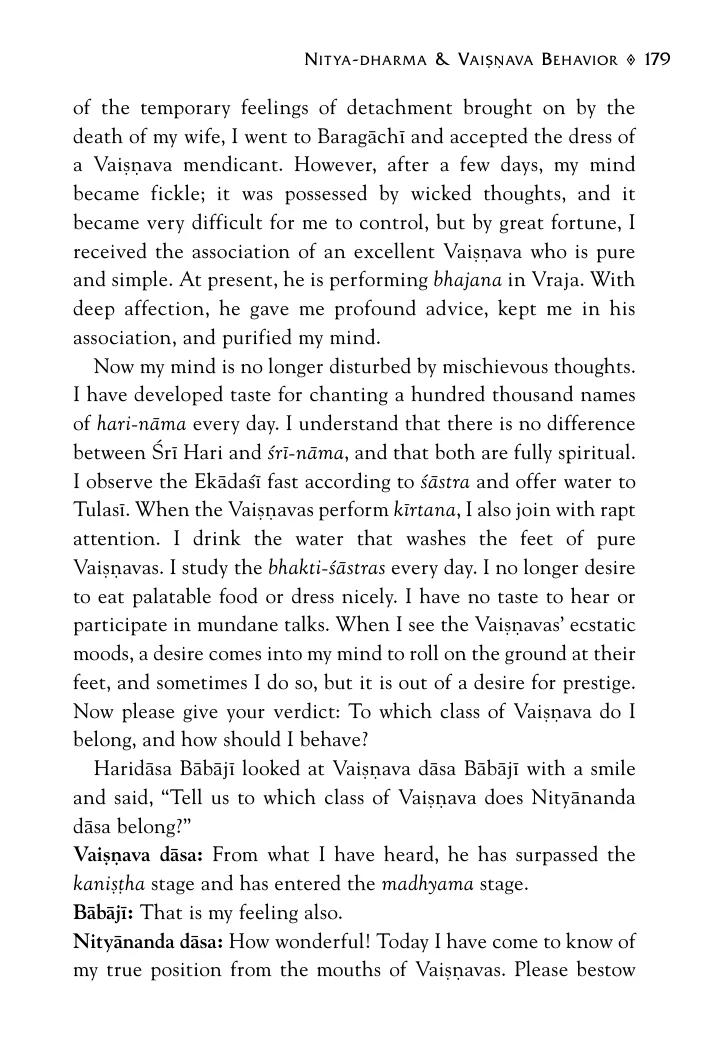 NITYA-DHARMA & VAIṢṆAVA BEHAVIOR ◊ 179
of the temporary feelings of detachment brought on by the
death of my wife, I went to Baragāchī and accepted the dress of
a Vaiṣṇava mendicant. However, after a few days, my mind
became fickle; it was possessed by wicked thoughts, and it
became very difficult for me to control, but by great fortune, I
received the association of an excellent Vaiṣṇava who is pure
and simple. At present, he is performing bhajana in Vraja. With
deep affection, he gave me profound advice, kept me in his
association, and purified my mind.
Now my mind is no longer disturbed by mischievous thoughts.
I have developed taste for chanting a hundred thousand names
of hari-nāma every day. I understand that there is no difference
between Śrī Hari and śrī-nāma, and that both are fully spiritual.
I observe the Ekādaśī fast according to śāstra and offer water to
Tulasī. When the Vaiṣṇavas perform kīrtana, I also join with rapt
attention. I drink the water that washes the feet of pure
Vaiṣṇavas. I study the bhakti-śāstras every day. I no longer desire
to eat palatable food or dress nicely. I have no taste to hear or
participate in mundane talks. When I see the Vaiṣṇavas’ ecstatic
moods, a desire comes into my mind to roll on the ground at their
feet, and sometimes I do so, but it is out of a desire for prestige.
Now please give your verdict: To which class of Vaiṣṇava do I
belong, and how should I behave?
Haridāsa Bābājī looked at Vaiṣṇava dāsa Bābājī with a smile
and said, “Tell us to which class of Vaiṣṇava does Nityānanda
dāsa belong?”
Vaiṣṇava dāsa: From what I have heard, he has surpassed the
kaniṣṭha stage and has entered the madhyama stage.
Bābājī: That is my feeling also.
Nityānanda dāsa: How wonderful! Today I have come to know of
my true position from the mouths of Vaiṣṇavas. Please bestow